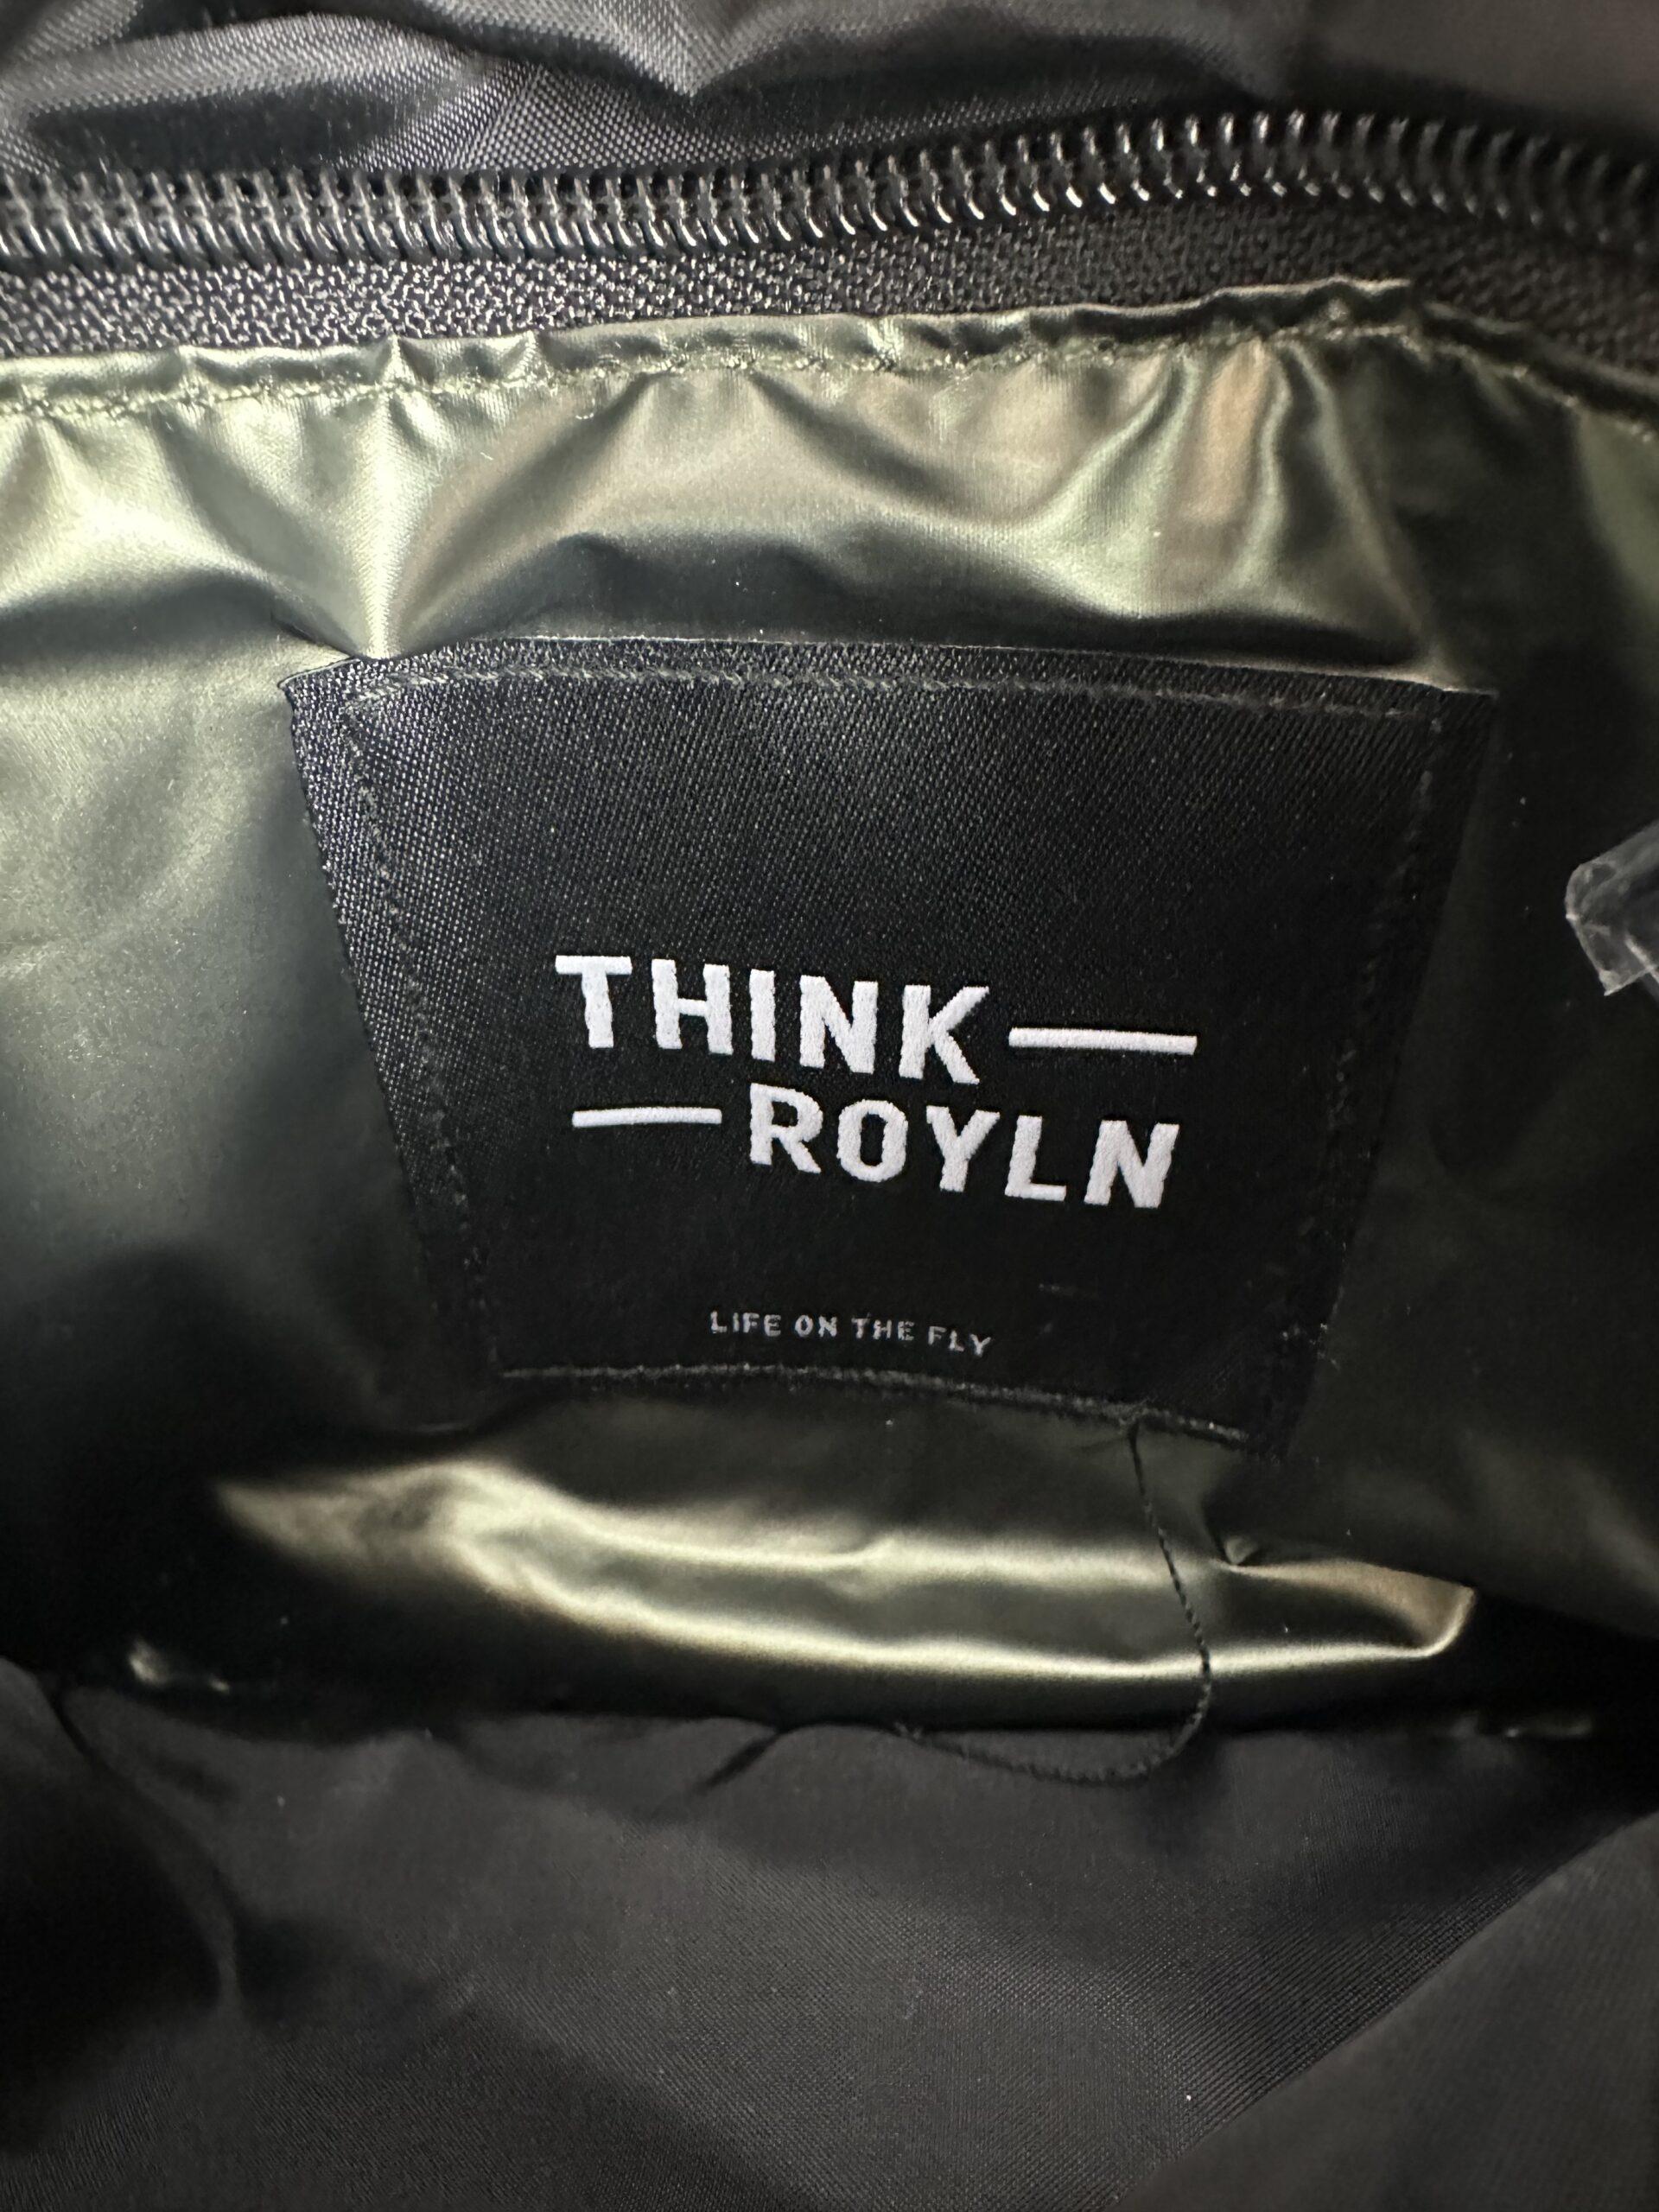 THINK—
—ROYLN
LIFE ON THE FLY